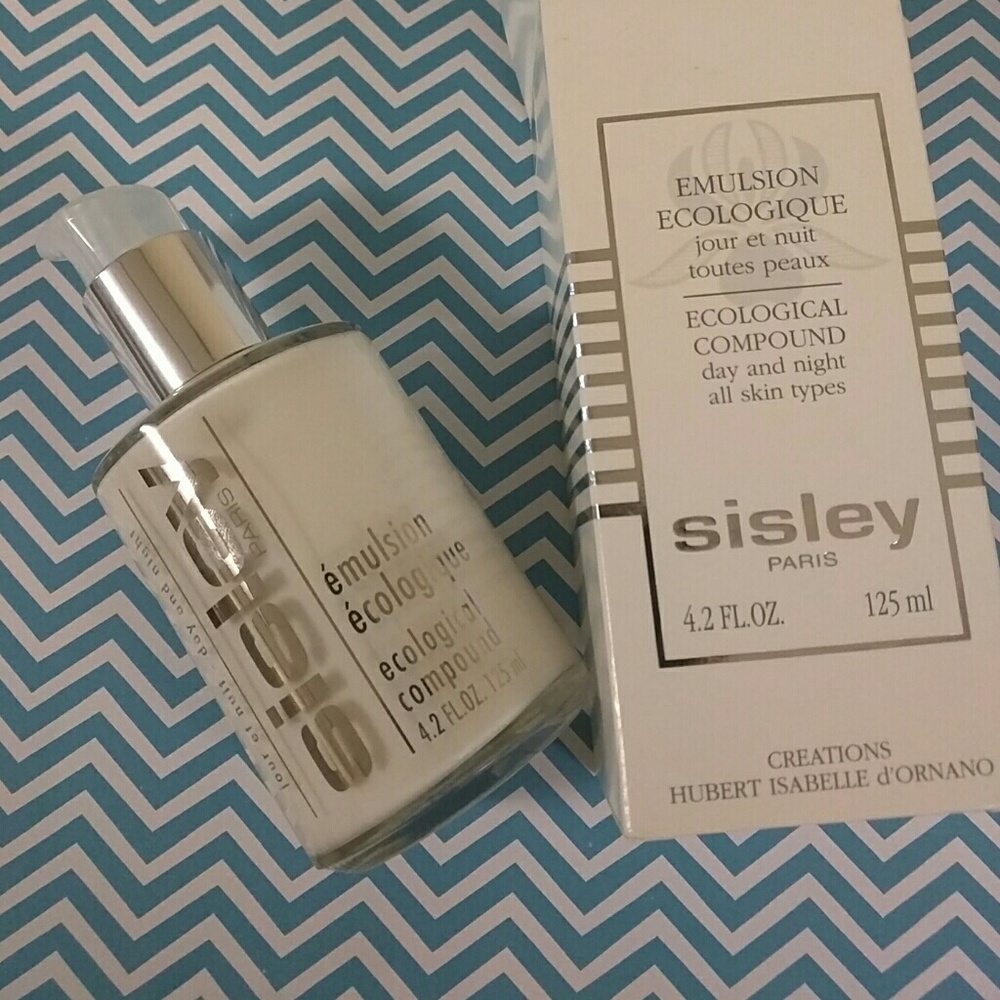 EMULSION
ECOLOGIQUE
jour et nuit
toutes peaux
ECOLOGICAL
COMPOUND
day and night
all skin types
sisley
PARIS
4.2 FL.OZ. 125 ml
CREATIONS
HUBERT ISABELLE d'ORNANO
jour et nuit - day and night
sisley
PARIS
émulsion
écologique
ecological
compound
4.2 FL.OZ. 125 ml